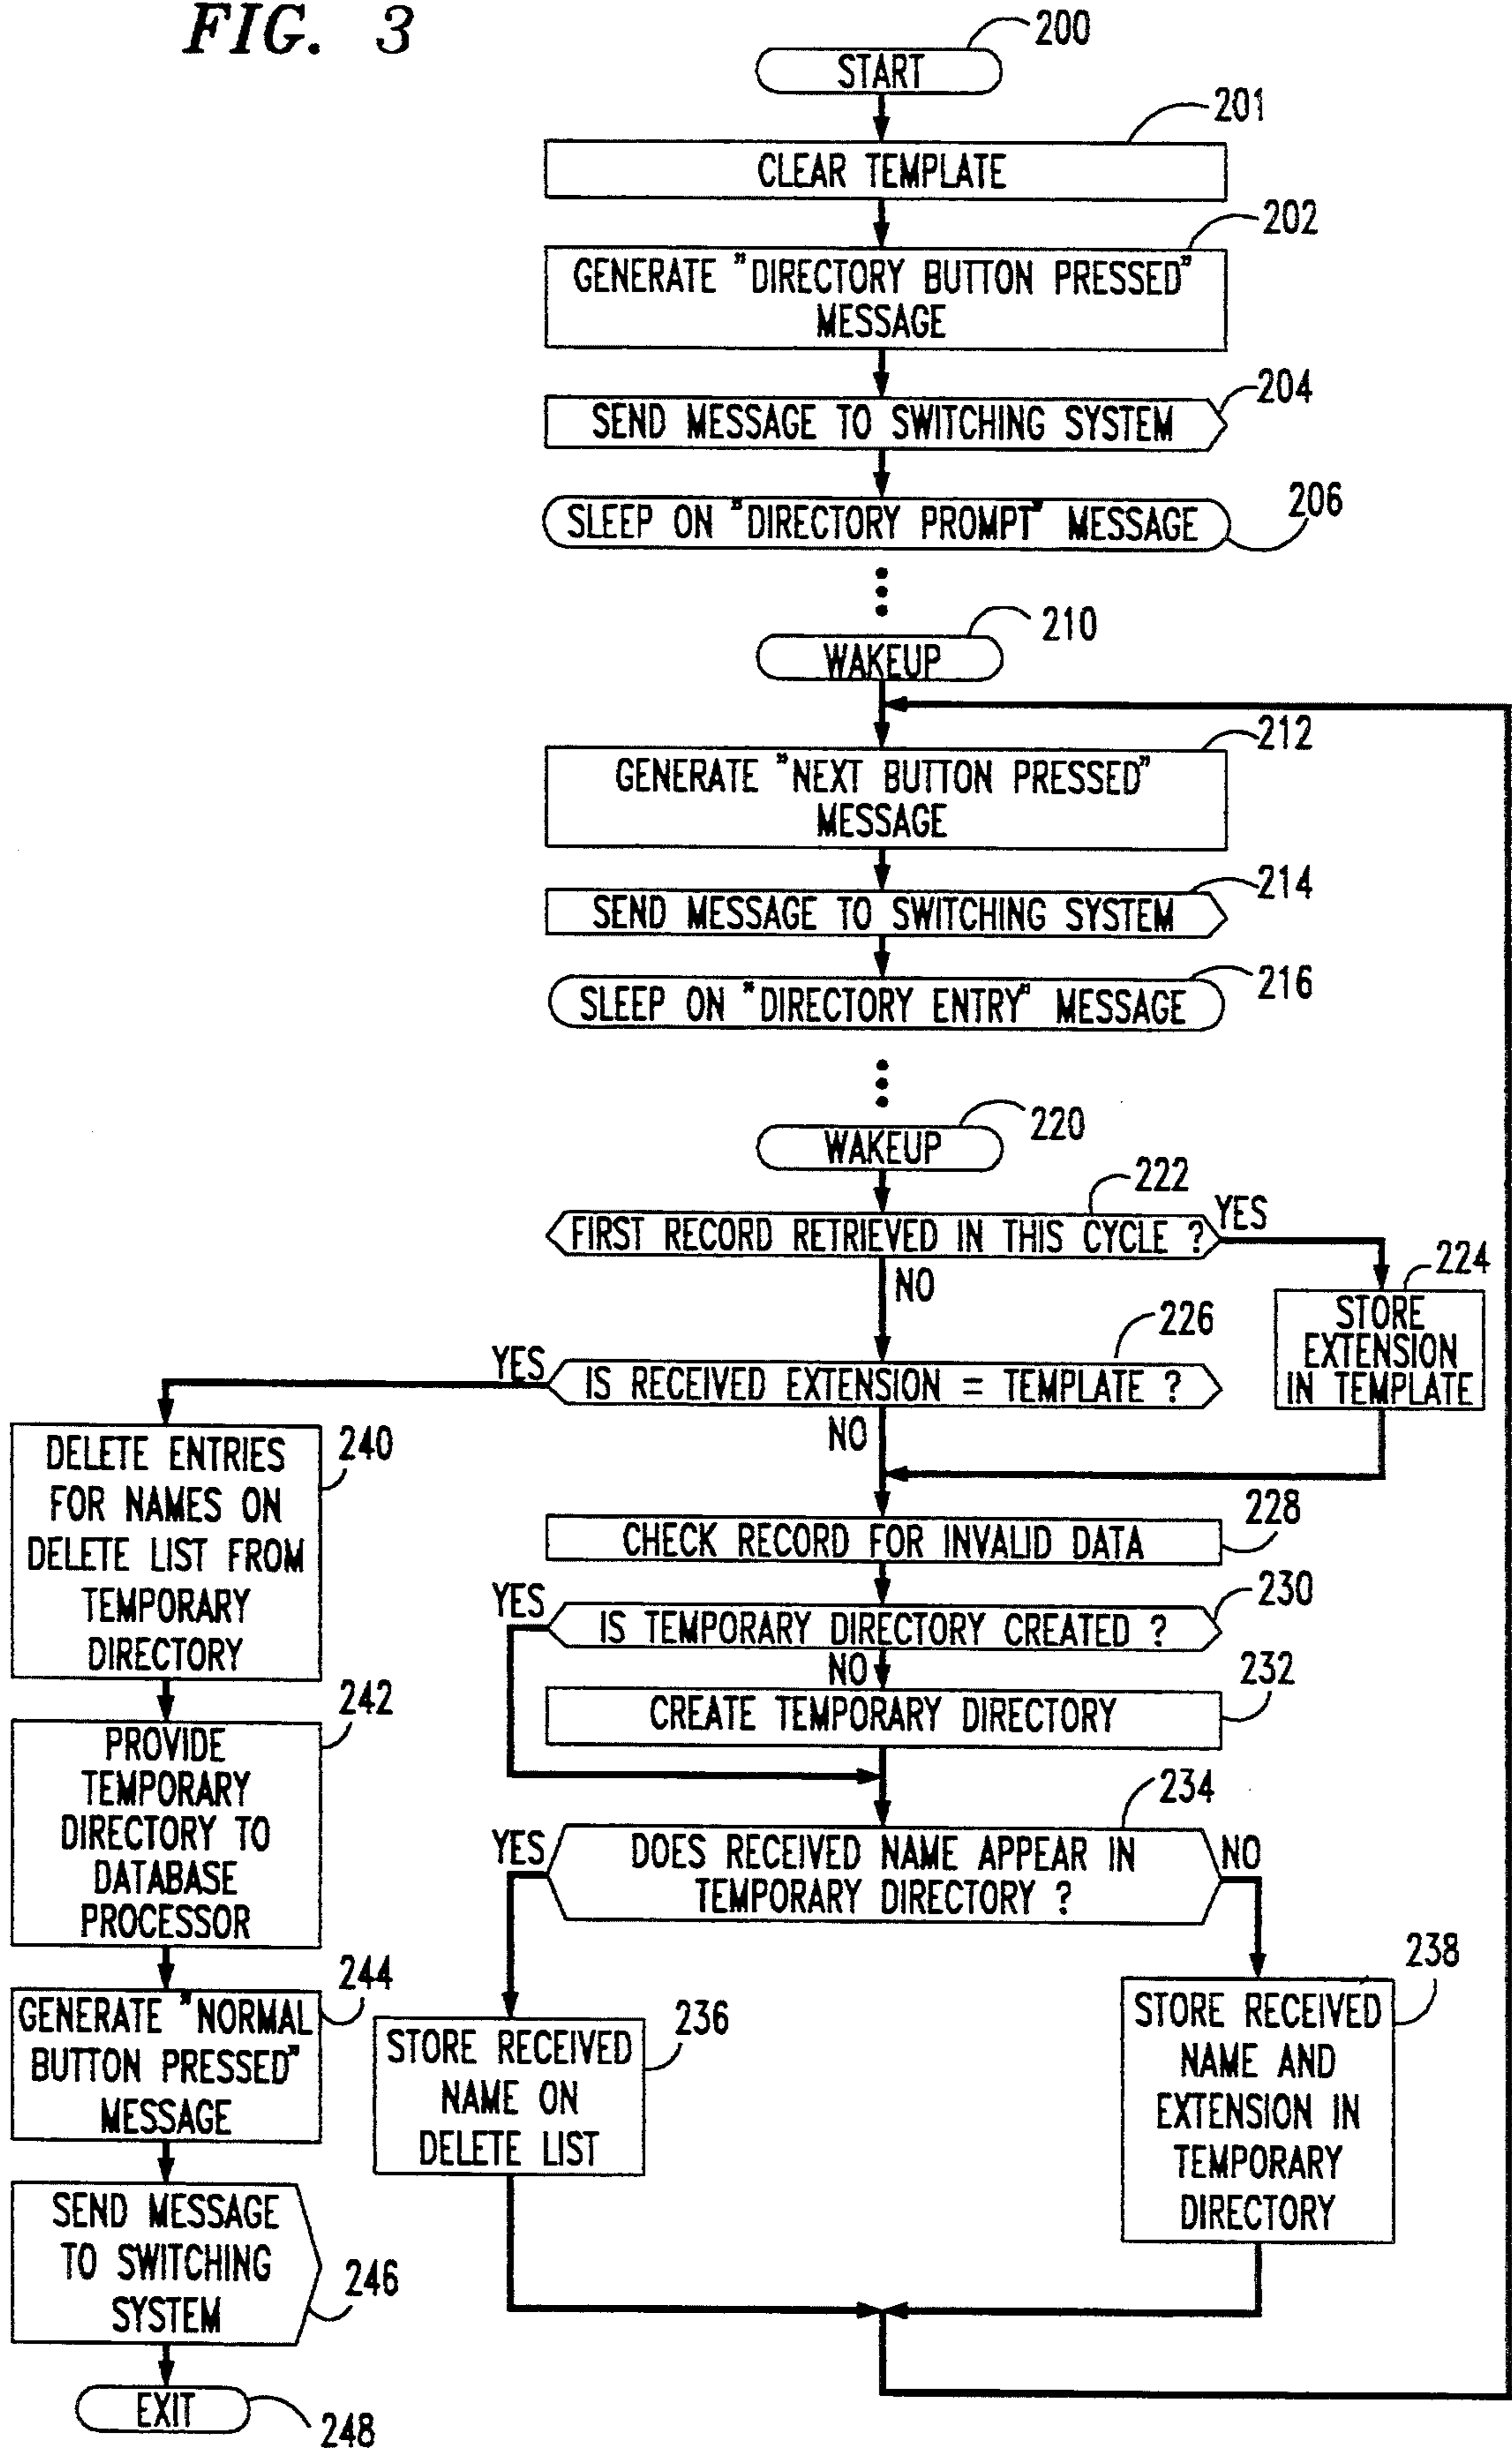 FIG. 3
200
START
201
CLEAR TEMPLATE
202
GENERATE "DIRECTORY BUTTON PRESSED"
MESSAGE
204
SEND MESSAGE TO SWITCHING SYSTEM
206
SLEEP ON "DIRECTORY PROMPT" MESSAGE
210
WAKEUP
212
GENERATE "NEXT BUTTON PRESSED"
MESSAGE
214
SEND MESSAGE TO SWITCHING SYSTEM
216
SLEEP ON "DIRECTORY ENTRY" MESSAGE
220
WAKEUP
222
FIRST RECORD RETRIEVED IN THIS CYCLE ?
YES
NO
224
STORE
EXTENSION
IN TEMPLATE
226
YES
IS RECEIVED EXTENSION = TEMPLATE ?
NO
228
CHECK RECORD FOR INVALID DATA
230
YES
IS TEMPORARY DIRECTORY CREATED ?
NO
232
CREATE TEMPORARY DIRECTORY
234
YES
DOES RECEIVED NAME APPEAR IN
TEMPORARY DIRECTORY ?
NO
236
STORE RECEIVED
NAME ON
DELETE LIST
238
STORE RECEIVED
NAME AND
EXTENSION IN
TEMPORARY
DIRECTORY
240
DELETE ENTRIES
FOR NAMES ON
DELETE LIST FROM
TEMPORARY
DIRECTORY
242
PROVIDE
TEMPORARY
DIRECTORY TO
DATABASE
PROCESSOR
244
GENERATE "NORMAL
BUTTON PRESSED"
MESSAGE
SEND MESSAGE
TO SWITCHING
SYSTEM
246
EXIT
248